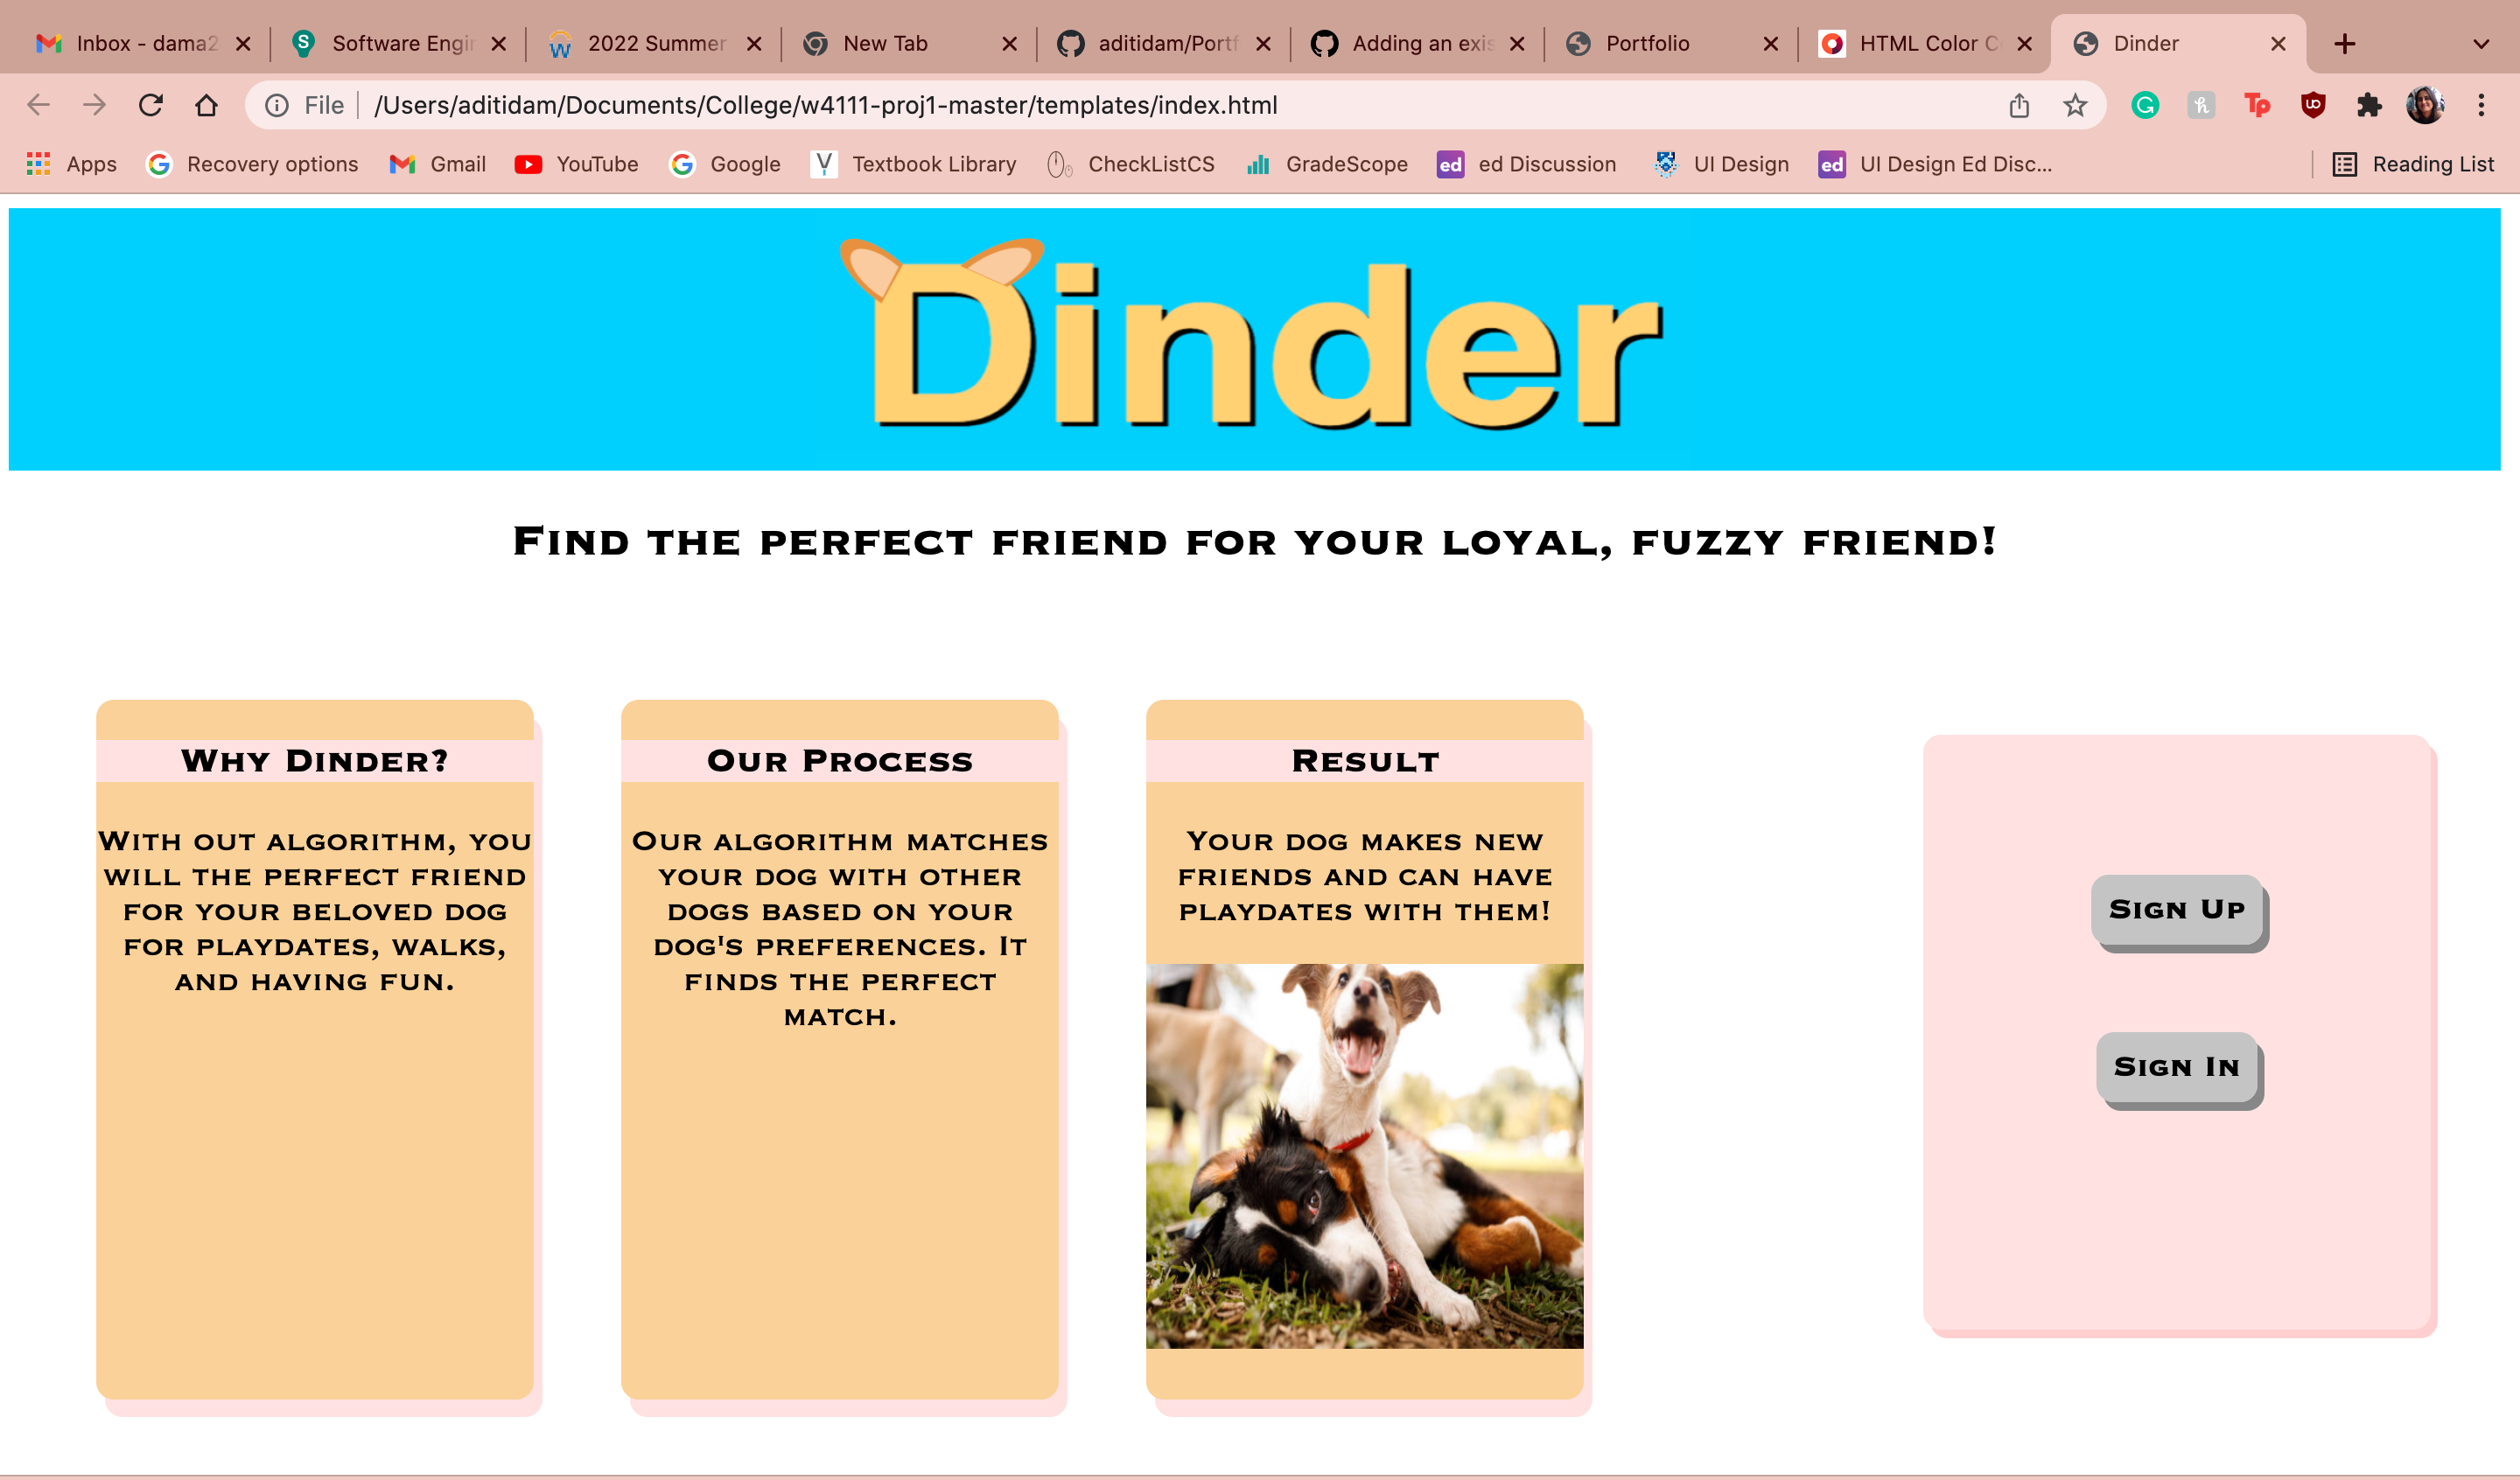 Inbox - dama2
Software Engin
2022 Summer
New Tab
aditidam/Portf
Adding an exis
Portfolio
HTML Color C
Dinder
File
/Users/aditidam/Documents/College/w4111-proj1-master/templates/index.html
Apps
Recovery options
Gmail
YouTube
Google
Textbook Library
CheckListCS
GradeScope
ed
ed Discussion
UI Design
ed
UI Design Ed Disc...
Reading List
Dinder
Find the perfect friend for your loyal, fuzzy friend!
Why Dinder?
With out algorithm, you
will the perfect friend
for your beloved dog
for playdates, walks,
and having fun.
Our Process
Our algorithm matches
your dog with other
dogs based on your
dog's preferences. It
finds the perfect
match.
Result
Your dog makes new
friends and can have
playdates with them!
Sign Up
Sign In